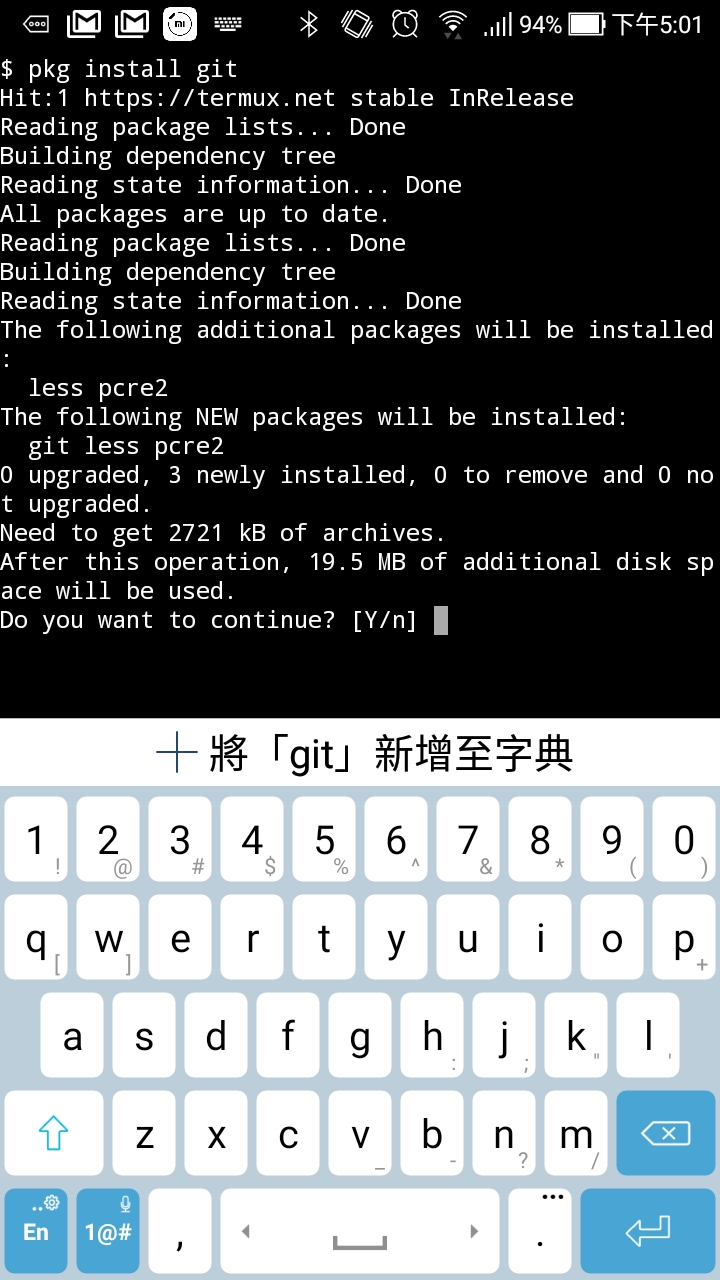 94% 下午5:01
$ pkg install git
Hit:1 https://termux.net stable InRelease
Reading package lists... Done
Building dependency tree
Reading state information... Done
All packages are up to date.
Reading package lists... Done
Building dependency tree
Reading state information... Done
The following additional packages will be installed
:
  less pcre2
The following NEW packages will be installed:
  git less pcre2
0 upgraded, 3 newly installed, 0 to remove and 0 no
t upgraded.
Need to get 2721 kB of archives.
After this operation, 19.5 MB of additional disk sp
ace will be used.
Do you want to continue? [Y/n]
將「git」新增至字典
1 ! 2 @ 3 # 4 $ 5 % 6 ^ 7 & 8 * 9 ( 0 )
q [ w ] e r t y u i o p +
a s d f g h : j ; k " l '
z x c v _ b - n ? m /
En 1@# , . •••